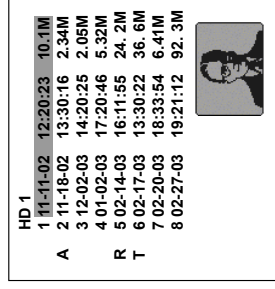 HD 1
1 11-11-02 12:20:23 10.1M
A 2 11-18-02 13:30:16 2.34M
3 12-02-03 14:20:25 2.05M
4 01-02-03 17:20:46 5.32M
R 5 02-14-03 16:11:55 24. 2M
T 6 02-17-03 13:30:22 36. 6M
7 02-20-03 18:33:54 6.41M
8 02-27-03 19:21:12 92. 3M